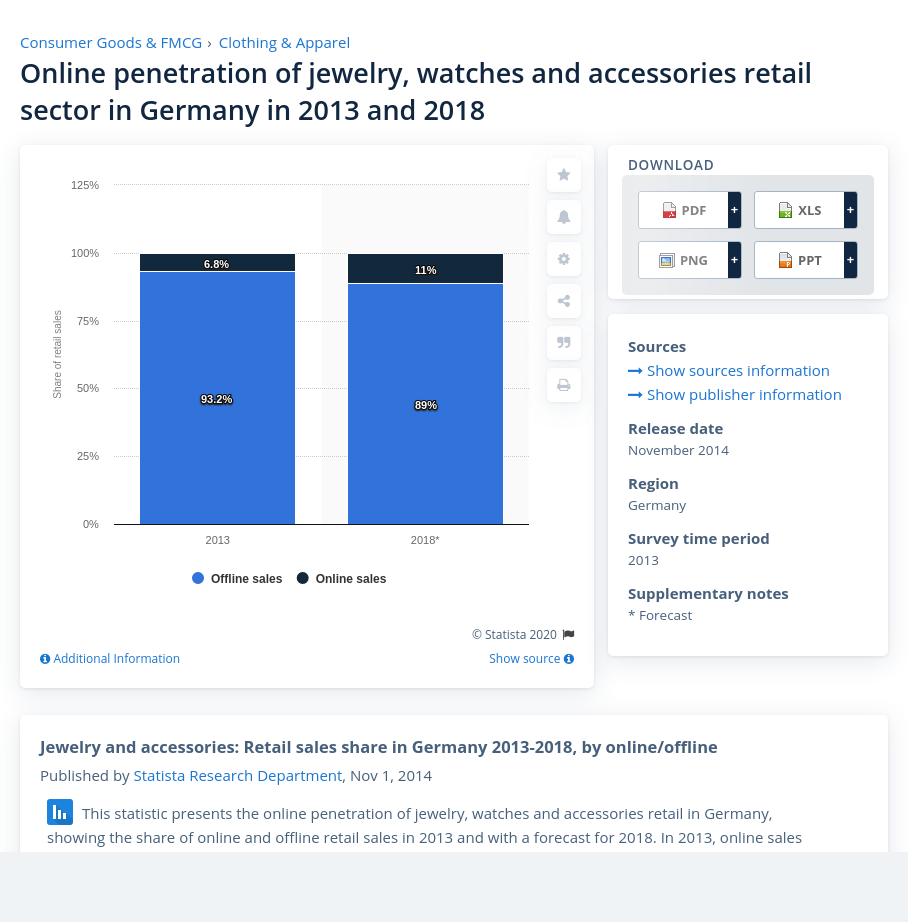 Consumer Goods & FMCG › Clothing & Apparel
Online penetration of jewelry, watches and accessories retail
sector in Germany in 2013 and 2018
125%
100%
75%
50%
25%
0%
Share of retail sales
6.8%
11%
93.2%
89%
2013
2018*
Offline sales
Online sales
© Statista 2020
Additional Information
Show source
DOWNLOAD
PDF +
XLS +
PNG +
PPT +
Sources
Show sources information
Show publisher information
Release date
November 2014
Region
Germany
Survey time period
2013
Supplementary notes
* Forecast
Jewelry and accessories: Retail sales share in Germany 2013-2018, by online/offline
Published by Statista Research Department, Nov 1, 2014
This statistic presents the online penetration of jewelry, watches and accessories retail in Germany,
showing the share of online and offline retail sales in 2013 and with a forecast for 2018. In 2013, online sales